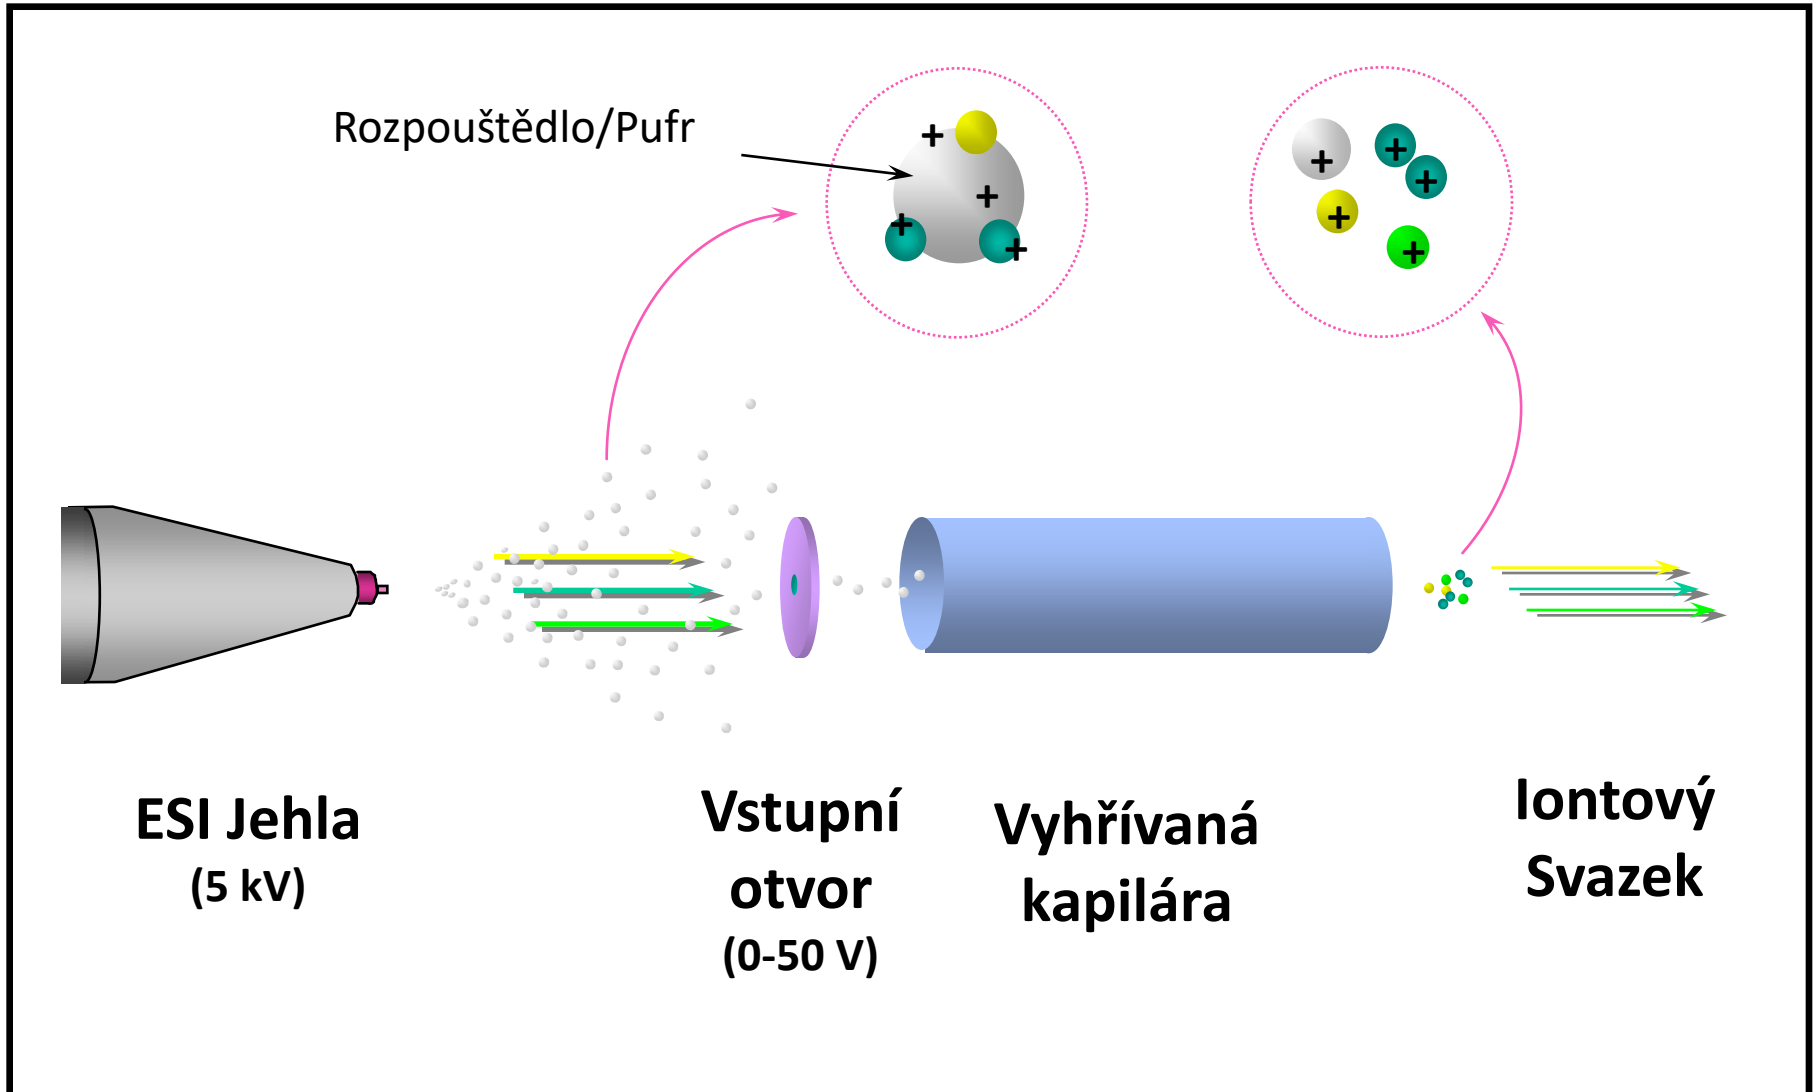 Rozpouštědlo/Pufr
+
+
+
+
+
+
+
+
+
ESI Jehla
(5 kV)
Vstupní
otvor
(0-50 V)
Vyhřívaná
kapilára
Iontový
Svazek